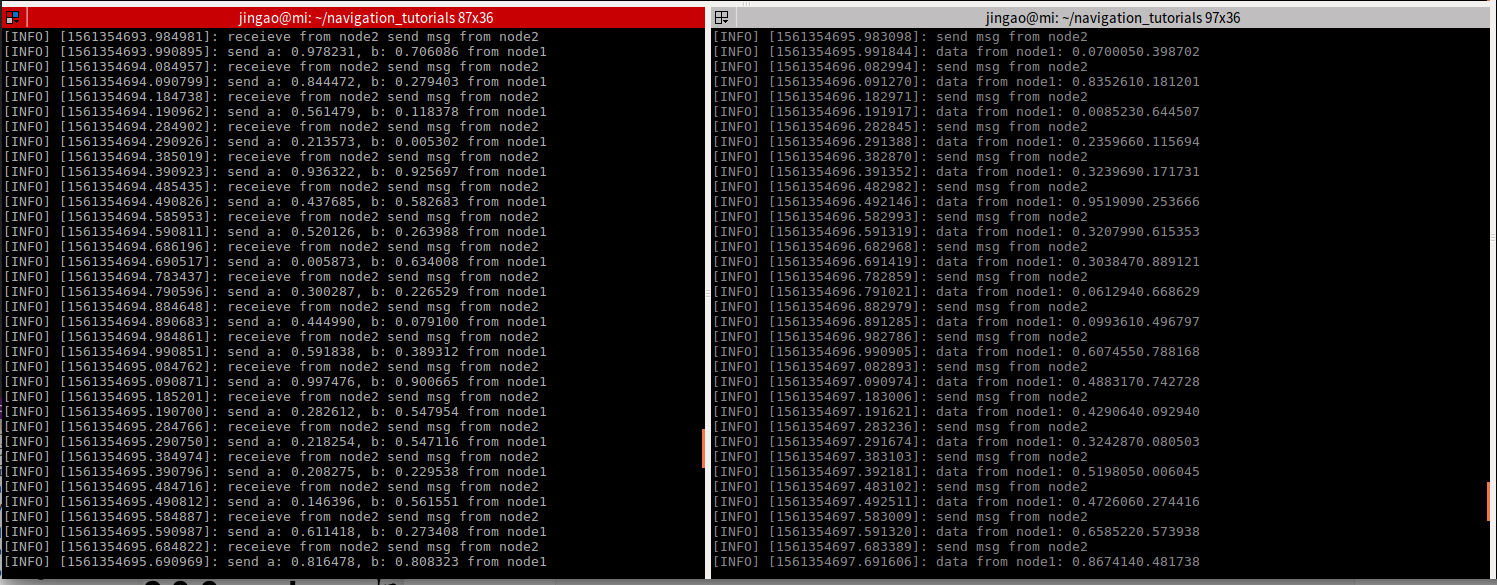 jingao@mi: ~/navigation_tutorials 87x36
[INFO] [1561354693.984981]: receieve from node2 send msg from node2
[INFO] [1561354693.990895]: send a: 0.978231, b: 0.706086 from node1
[INFO] [1561354694.084957]: receieve from node2 send msg from node2
[INFO] [1561354694.090799]: send a: 0.844472, b: 0.279403 from node1
[INFO] [1561354694.184738]: receieve from node2 send msg from node2
[INFO] [1561354694.190962]: send a: 0.561479, b: 0.118378 from node1
[INFO] [1561354694.284902]: receieve from node2 send msg from node2
[INFO] [1561354694.290926]: send a: 0.213573, b: 0.005302 from node1
[INFO] [1561354694.385019]: receieve from node2 send msg from node2
[INFO] [1561354694.390923]: send a: 0.936322, b: 0.925697 from node1
[INFO] [1561354694.485435]: receieve from node2 send msg from node2
[INFO] [1561354694.490826]: send a: 0.437685, b: 0.582683 from node1
[INFO] [1561354694.585953]: receieve from node2 send msg from node2
[INFO] [1561354694.590811]: send a: 0.520126, b: 0.263988 from node1
[INFO] [1561354694.686196]: receieve from node2 send msg from node2
[INFO] [1561354694.690517]: send a: 0.005873, b: 0.634008 from node1
[INFO] [1561354694.783437]: receieve from node2 send msg from node2
[INFO] [1561354694.790596]: send a: 0.300287, b: 0.226529 from node1
[INFO] [1561354694.884648]: receieve from node2 send msg from node2
[INFO] [1561354694.890683]: send a: 0.444990, b: 0.079100 from node1
[INFO] [1561354694.984861]: receieve from node2 send msg from node2
[INFO] [1561354694.990851]: send a: 0.591838, b: 0.389312 from node1
[INFO] [1561354695.084762]: receieve from node2 send msg from node2
[INFO] [1561354695.090871]: send a: 0.997476, b: 0.900665 from node1
[INFO] [1561354695.185201]: receieve from node2 send msg from node2
[INFO] [1561354695.190700]: send a: 0.282612, b: 0.547954 from node1
[INFO] [1561354695.284766]: receieve from node2 send msg from node2
[INFO] [1561354695.290750]: send a: 0.218254, b: 0.547116 from node1
[INFO] [1561354695.384974]: receieve from node2 send msg from node2
[INFO] [1561354695.390796]: send a: 0.208275, b: 0.229538 from node1
[INFO] [1561354695.484716]: receieve from node2 send msg from node2
[INFO] [1561354695.490812]: send a: 0.146396, b: 0.561551 from node1
[INFO] [1561354695.584887]: receieve from node2 send msg from node2
[INFO] [1561354695.590987]: send a: 0.611418, b: 0.273408 from node1
[INFO] [1561354695.684822]: receieve from node2 send msg from node2
[INFO] [1561354695.690969]: send a: 0.816478, b: 0.808323 from node1
jingao@mi: ~/navigation_tutorials 97x36
[INFO] [1561354695.983098]: send msg from node2
[INFO] [1561354695.991844]: data from node1: 0.0700050.398702
[INFO] [1561354696.082994]: send msg from node2
[INFO] [1561354696.091270]: data from node1: 0.8352610.181201
[INFO] [1561354696.182971]: send msg from node2
[INFO] [1561354696.191917]: data from node1: 0.0085230.644507
[INFO] [1561354696.282845]: send msg from node2
[INFO] [1561354696.291388]: data from node1: 0.2359660.115694
[INFO] [1561354696.382870]: send msg from node2
[INFO] [1561354696.391352]: data from node1: 0.3239690.171731
[INFO] [1561354696.482982]: send msg from node2
[INFO] [1561354696.492146]: data from node1: 0.9519090.253666
[INFO] [1561354696.582993]: send msg from node2
[INFO] [1561354696.591319]: data from node1: 0.3207990.615353
[INFO] [1561354696.682968]: send msg from node2
[INFO] [1561354696.691419]: data from node1: 0.3038470.889121
[INFO] [1561354696.782859]: send msg from node2
[INFO] [1561354696.791021]: data from node1: 0.0612940.668629
[INFO] [1561354696.882979]: send msg from node2
[INFO] [1561354696.891285]: data from node1: 0.0993610.496797
[INFO] [1561354696.982786]: send msg from node2
[INFO] [1561354696.990905]: data from node1: 0.6074550.788168
[INFO] [1561354697.082893]: send msg from node2
[INFO] [1561354697.090974]: data from node1: 0.4883170.742728
[INFO] [1561354697.183006]: send msg from node2
[INFO] [1561354697.191621]: data from node1: 0.4290640.092940
[INFO] [1561354697.283236]: send msg from node2
[INFO] [1561354697.291674]: data from node1: 0.3242870.080503
[INFO] [1561354697.383103]: send msg from node2
[INFO] [1561354697.392181]: data from node1: 0.5198050.006045
[INFO] [1561354697.483102]: send msg from node2
[INFO] [1561354697.492511]: data from node1: 0.4726060.274416
[INFO] [1561354697.583009]: send msg from node2
[INFO] [1561354697.591320]: data from node1: 0.6585220.573938
[INFO] [1561354697.683389]: send msg from node2
[INFO] [1561354697.691606]: data from node1: 0.8674140.481738